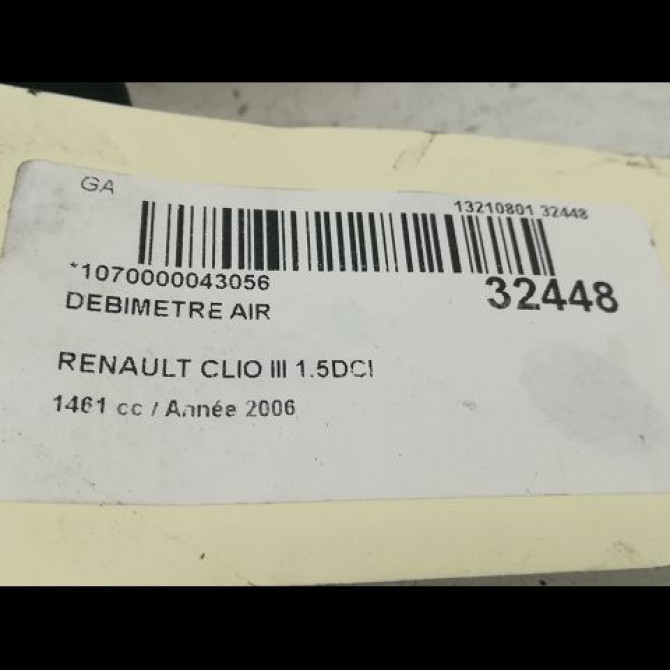 GA
13210801 32448
*1070000043056
32448
DEBIMETRE AIR
RENAULT CLIO III 1.5DCI
1461 cc / Année 2006